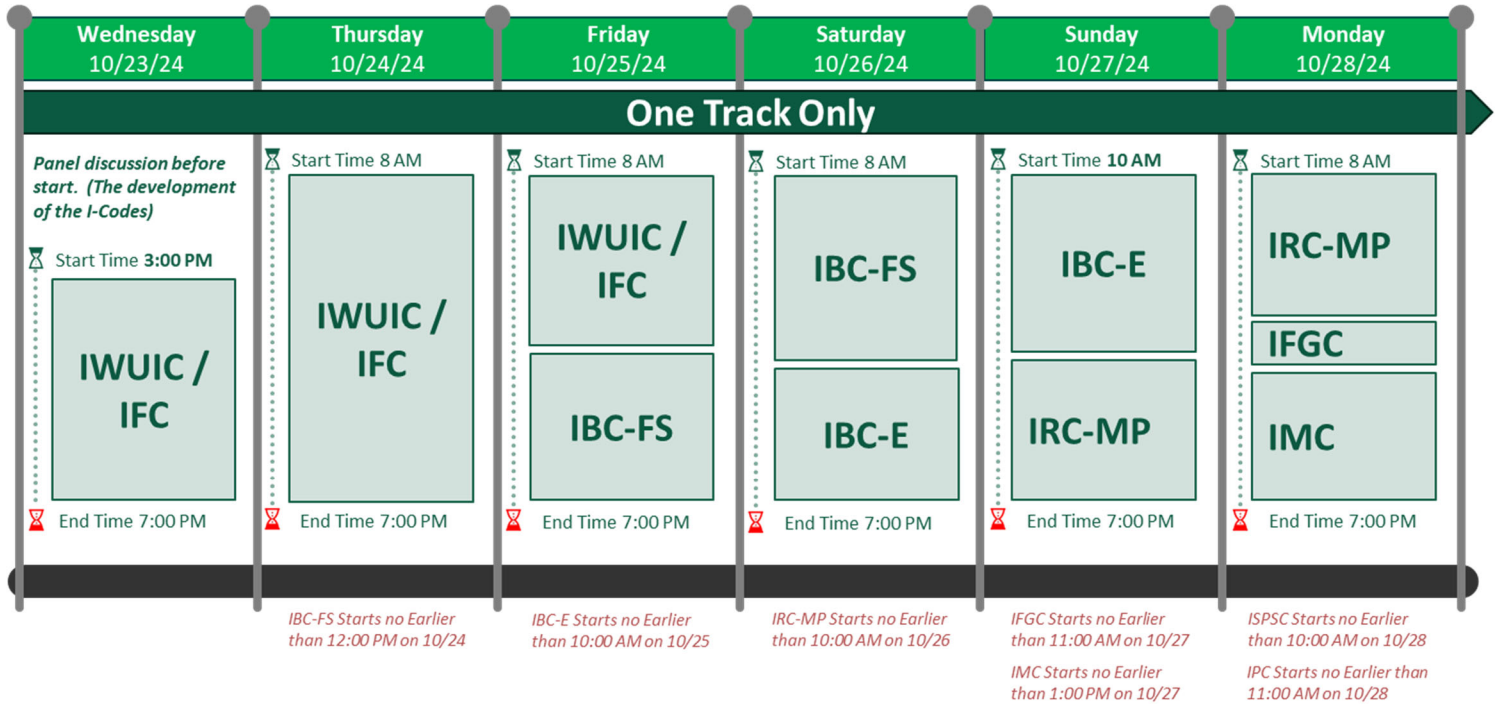 Wednesday
10/23/24
Thursday
10/24/24
Friday
10/25/24
Saturday
10/26/24
Sunday
10/27/24
Monday
10/28/24
One Track Only
Panel discussion before
start. (The development
of the I-Codes)
Start Time 3:00 PM
IWUIC /
IFC
End Time 7:00 PM
Start Time 8 AM
IWUIC /
IFC
End Time 7:00 PM
IBC-FS Starts no Earlier
than 12:00 PM on 10/24
Start Time 8 AM
IWUIC /
IFC
IBC-FS
End Time 7:00 PM
IBC-E Starts no Earlier
than 10:00 AM on 10/25
Start Time 8 AM
IBC-FS
IBC-E
End Time 7:00 PM
IRC-MP Starts no Earlier
than 10:00 AM on 10/26
Start Time 10 AM
IBC-E
IRC-MP
End Time 7:00 PM
IFGC Starts no Earlier
than 11:00 AM on 10/27
IMC Starts no Earlier
than 1:00 PM on 10/27
Start Time 8 AM
IRC-MP
IFGC
IMC
End Time 7:00 PM
ISPSC Starts no Earlier
than 10:00 AM on 10/28
IPC Starts no Earlier than
11:00 AM on 10/28